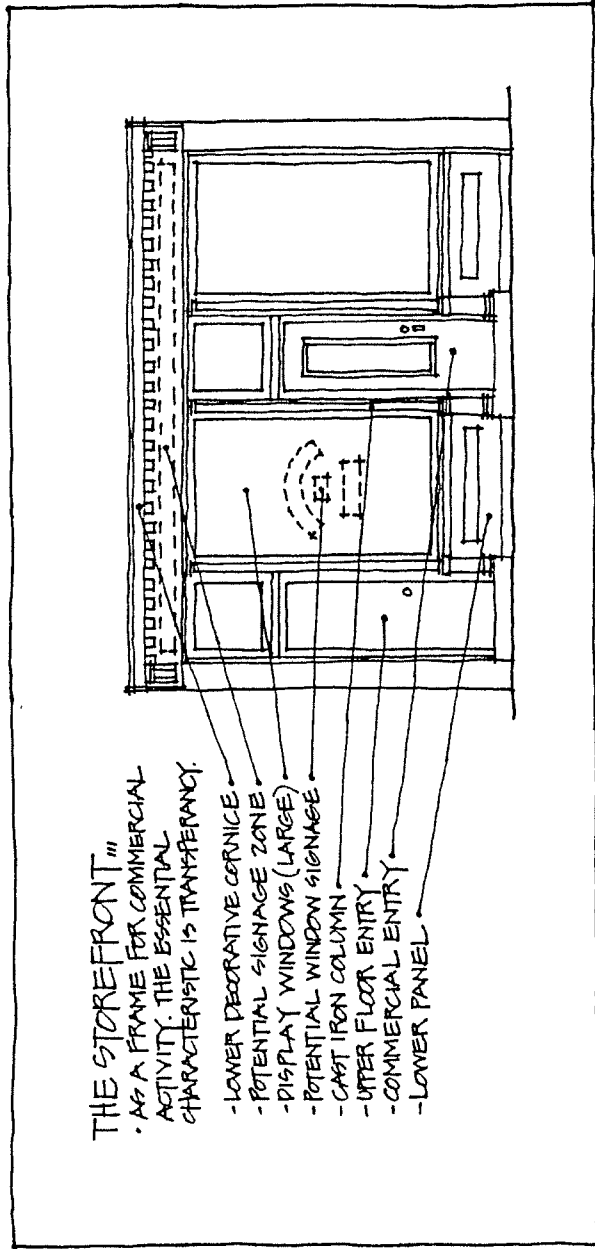 THE STOREFRONT...
· AS A FRAME FOR COMMERCIAL
ACTIVITY. THE ESSENTIAL
CHARACTERISTIC IS TRANSPERANCY.
- LOWER DECORATIVE CORNICE
- POTENTIAL SIGNAGE ZONE
- DISPLAY WINDOWS (LARGE)
- POTENTIAL WINDOW SIGNAGE
- CAST IRON COLUMN
- UPPER FLOOR ENTRY
- COMMERCIAL ENTRY
- LOWER PANEL